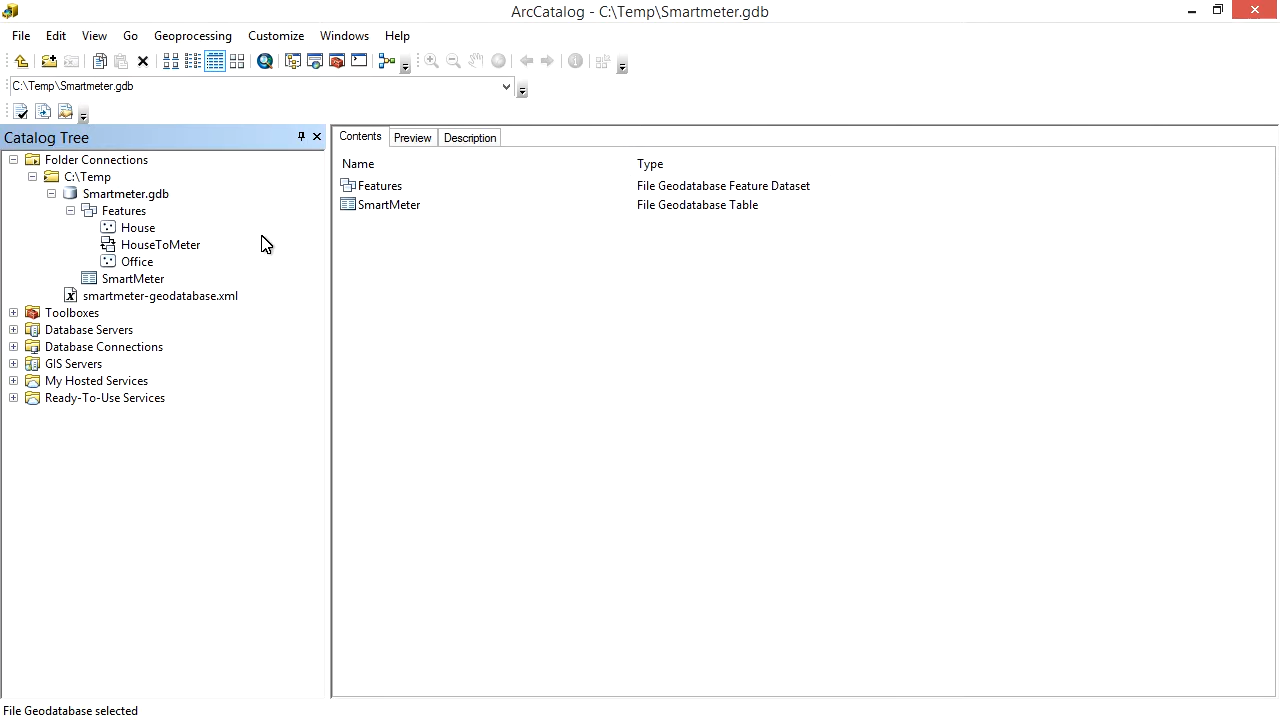 ArcCatalog - C:\Temp\Smartmeter.gdb
File Edit View Go Geoprocessing Customize Windows Help
C:\Temp\Smartmeter.gdb
Catalog Tree
Folder Connections
C:\Temp
Smartmeter.gdb
Features
House
HouseToMeter
Office
SmartMeter
smartmeter-geodatabase.xml
Toolboxes
Database Servers
Database Connections
GIS Servers
My Hosted Services
Ready-To-Use Services
Contents Preview Description
Name Type
Features File Geodatabase Feature Dataset
SmartMeter File Geodatabase Table
File Geodatabase selected